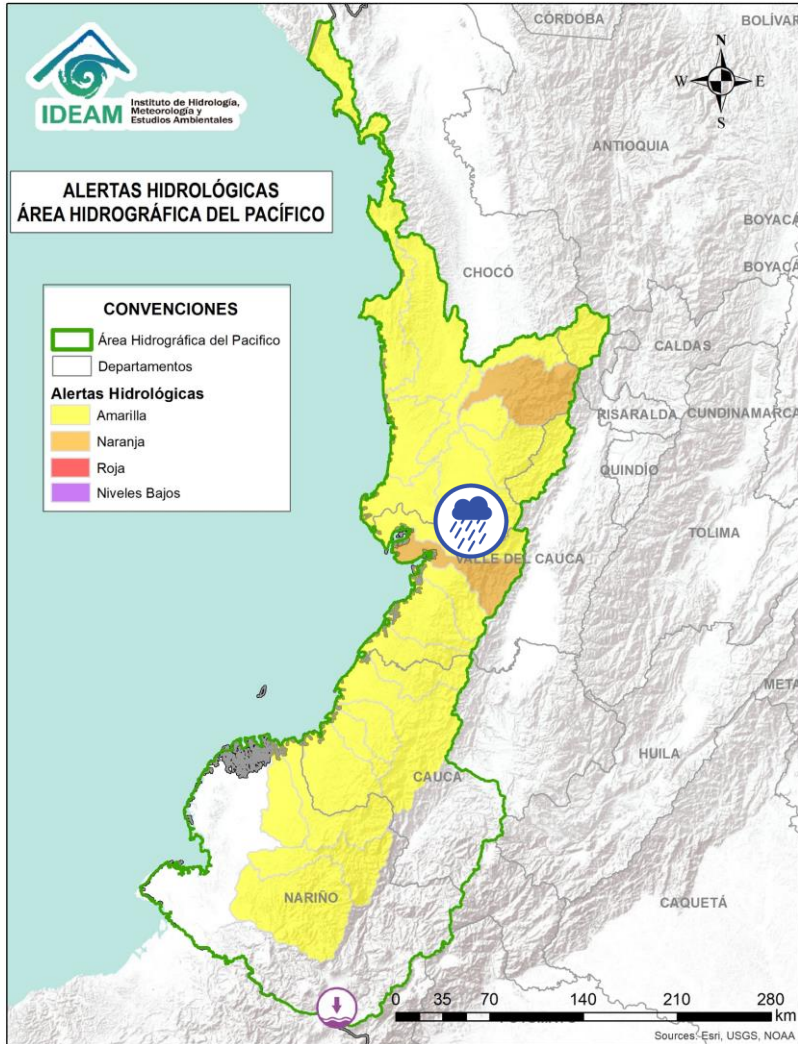 IDEAM
Instituto de Hidrología,
Meteorología y
Estudios Ambientales
ALERTAS HIDROLÓGICAS
ÁREA HIDROGRÁFICA DEL PACÍFICO
CONVENCIONES
Área Hidrográfica del Pacífico
Departamentos
Alertas Hidrológicas
Amarilla
Naranja
Roja
Niveles Bajos
CÓRDOBA
BOLÍVAR
N
W E
S
ANTIOQUIA
BOYACÁ
CHOCÓ
BOYACÁ
CALDAS
RISARALDA
CUNDINAMARCA
QUINDÍO
TOLIMA
VALLE DEL CAUCA
META
HUILA
CAUCA
NARIÑO
CAQUETÁ
0 35 70 140 210 280
km
Sources: Esri, USGS, NOAA